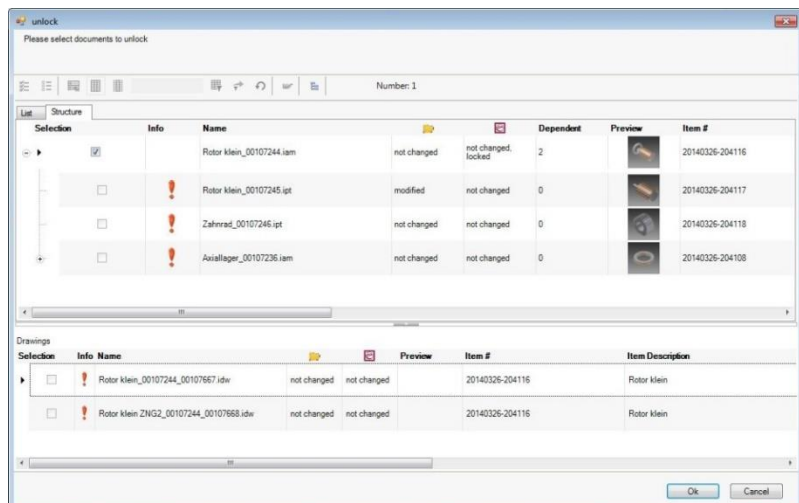 unlock
Please select documents to unlock
Number: 1
List Structure
Selection Info Name Dependent Preview Item #
Rotor klein_00107244.iam not changed not changed, locked 2 20140326-204116
Rotor klein_00107245.ipt modified not changed 0 20140326-204117
Zahnrad_00107246.ipt not changed not changed 0 20140326-204118
Axiallager_00107236.iam not changed not changed 0 20140326-204108
Drawings
Selection Info Name Preview Item # Item Description
Rotor klein_00107244_00107667.idw not changed not changed 20140326-204116 Rotor klein
Rotor klein ZNG2_00107244_00107668.idw not changed not changed 20140326-204116 Rotor klein
Ok Cancel